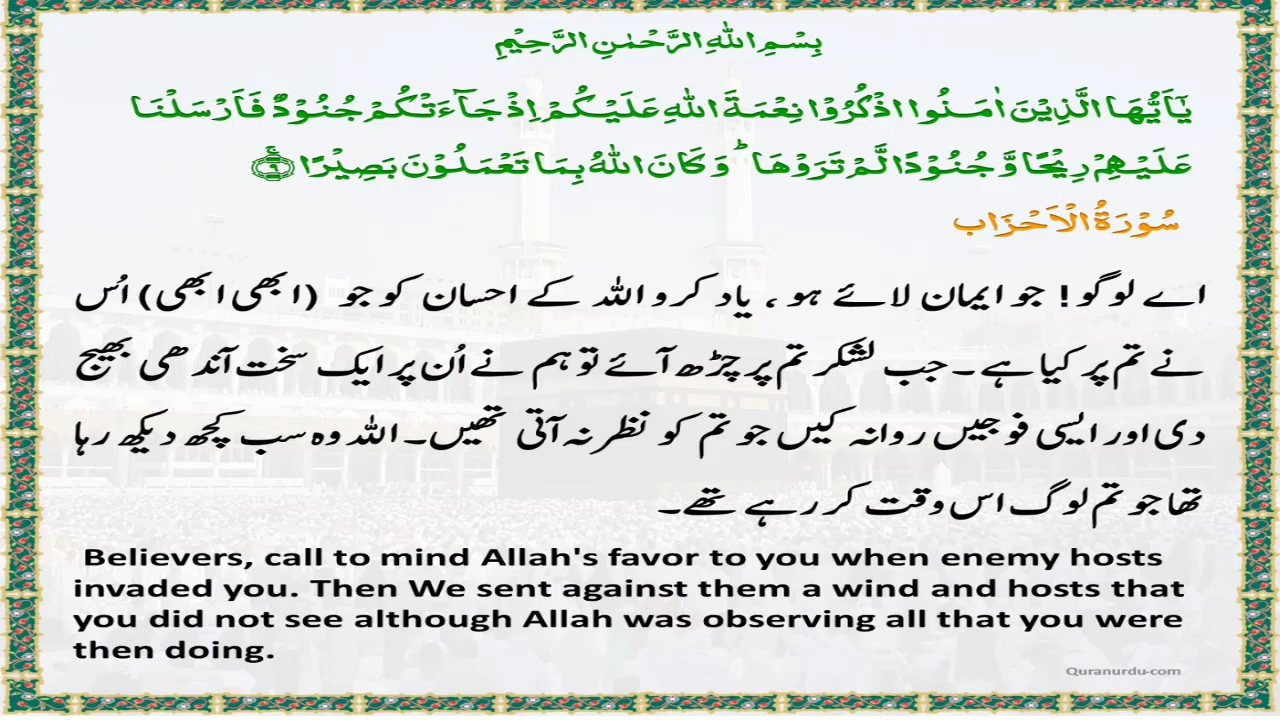 بِسْمِ اللهِ الرَّحْمٰنِ الرَّحِيْمِ
يٰۤاَيُّهَا الَّذِيْنَ اٰمَنُوا اذْكُرُوْا نِعْمَةَ اللهِ عَلَيْكُمْ اِذْ جَآءَتْكُمْ جُنُوْدٌ فَاَرْسَلْنَا
عَلَيْهِمْ رِيْحًا وَّ جُنُوْدًا لَّمْ تَرَوْهَا ؕ وَ كَانَ اللهُ بِمَا تَعْمَلُوْنَ بَصِيْرًا ۚ۝۹
سُوْرَةُ الْاَحْزَاب
اے لوگو! جو ایمان لائے ہو، یاد کرو اللہ کے احسان کو جو (ابھی ابھی) اُس
نے تم پر کیا ہے۔ جب لشکر تم پر چڑھ آئے تو ہم نے اُن پر ایک سخت آندھی بھیج
دی اور ایسی فوجیں روانہ کیں جو تم کو نظر نہ آتی تھیں۔ اللہ وہ سب کچھ دیکھ رہا
تھا جو تم لوگ اس وقت کر رہے تھے۔
Believers, call to mind Allah's favor to you when enemy hosts
invaded you. Then We sent against them a wind and hosts that
you did not see although Allah was observing all that you were
then doing.
Quranurdu-com